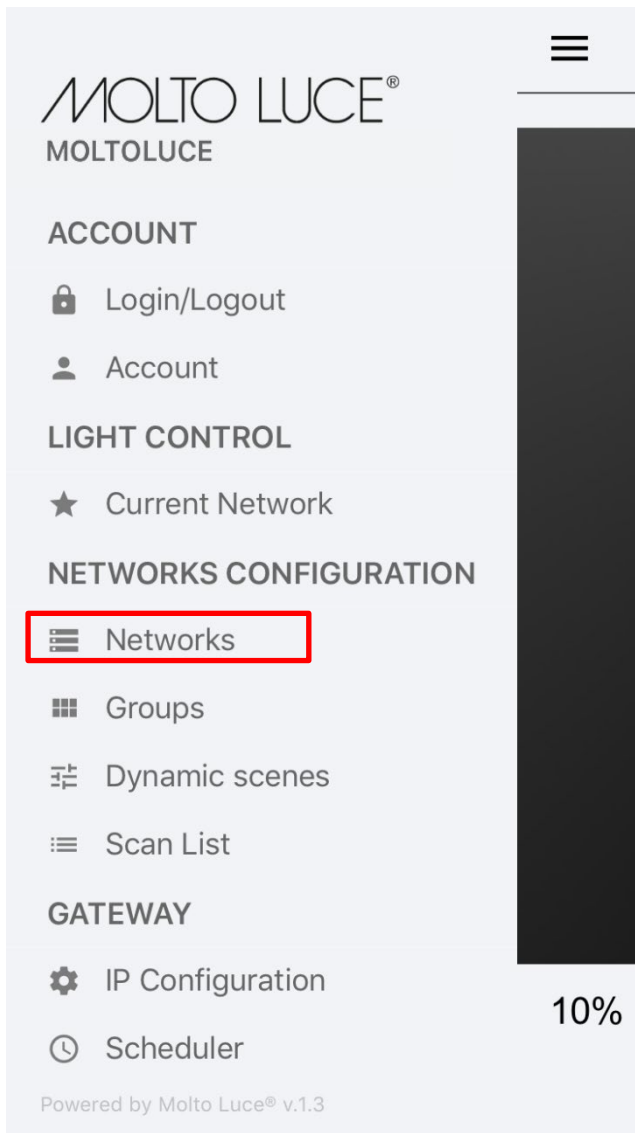 MOLTO LUCE®
MOLTOLUCE
ACCOUNT
Login/Logout
Account
LIGHT CONTROL
Current Network
NETWORKS CONFIGURATION
Networks
Groups
Dynamic scenes
Scan List
GATEWAY
IP Configuration
10%
Scheduler
Powered by Molto Luce® v.1.3